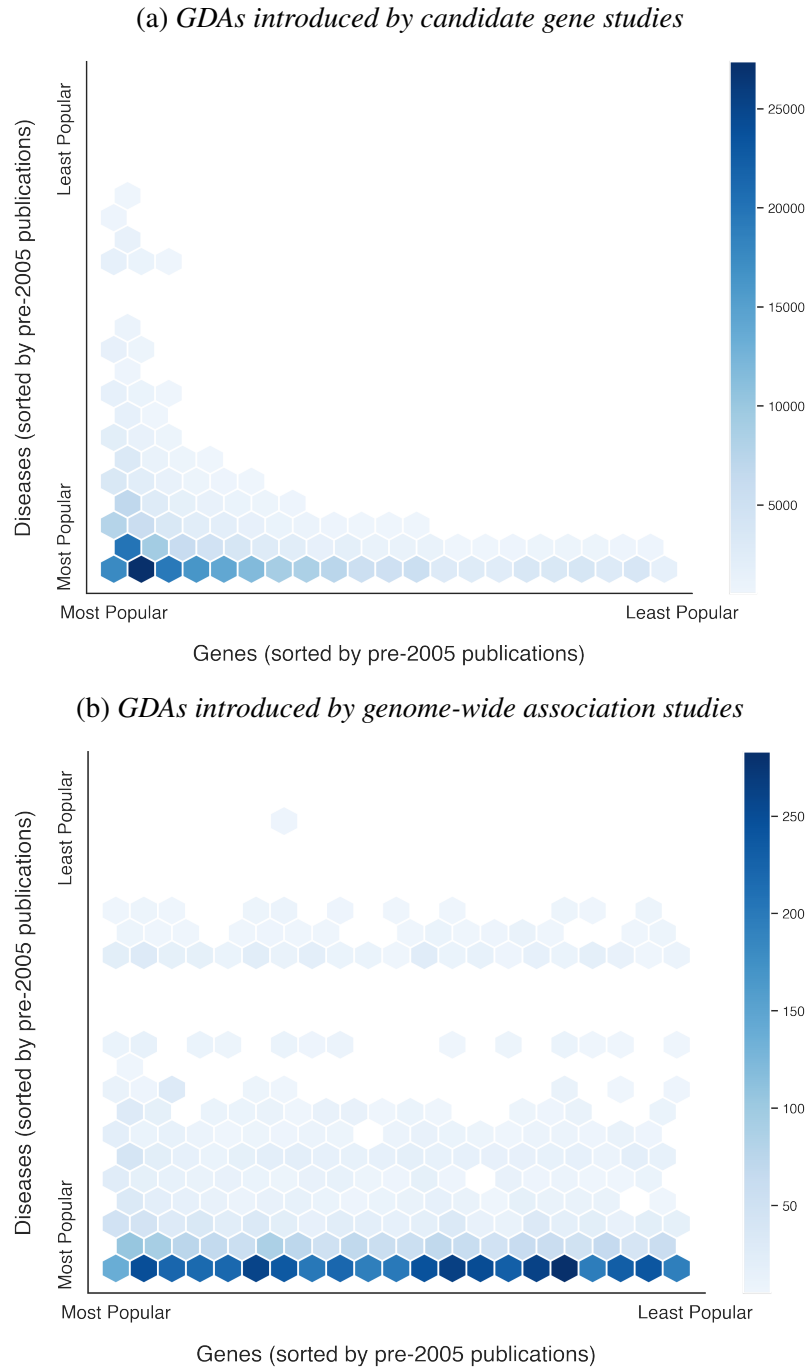 (a) GDAs introduced by candidate gene studies
Diseases (sorted by pre-2005 publications)
Least Popular
Most Popular
25000
20000
15000
10000
5000
Most Popular
Least Popular
Genes (sorted by pre-2005 publications)
(b) GDAs introduced by genome-wide association studies
Diseases (sorted by pre-2005 publications)
Least Popular
Most Popular
250
200
150
100
50
Most Popular
Least Popular
Genes (sorted by pre-2005 publications)